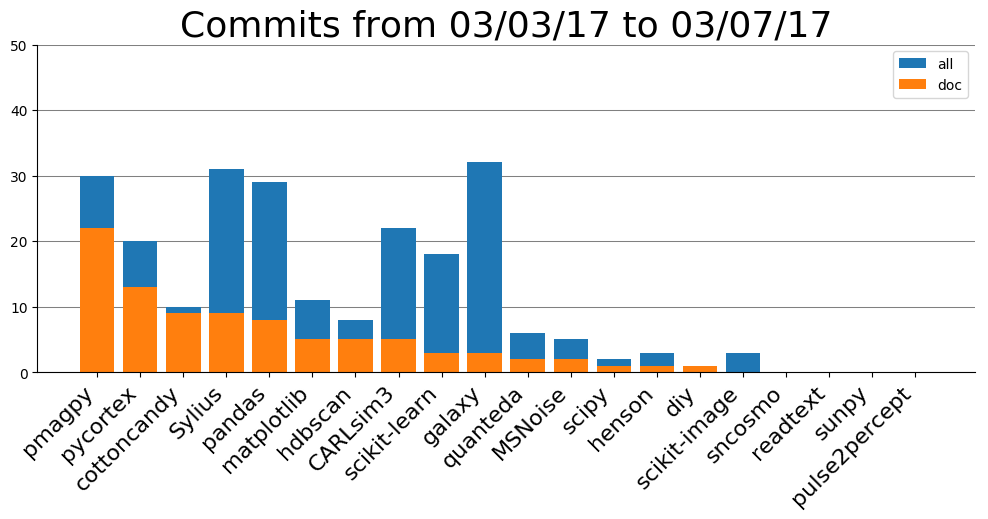 Commits from 03/03/17 to 03/07/17
50
40
30
20
10
0
all
doc
pmagpy
pycortex
cottoncandy
Sylius
pandas
matplotlib
hdbscan
CARLsim3
scikit-learn
galaxy
quanteda
MSNoise
scipy
henson
diy
scikit-image
sncosmo
readtext
sunpy
pulse2percept